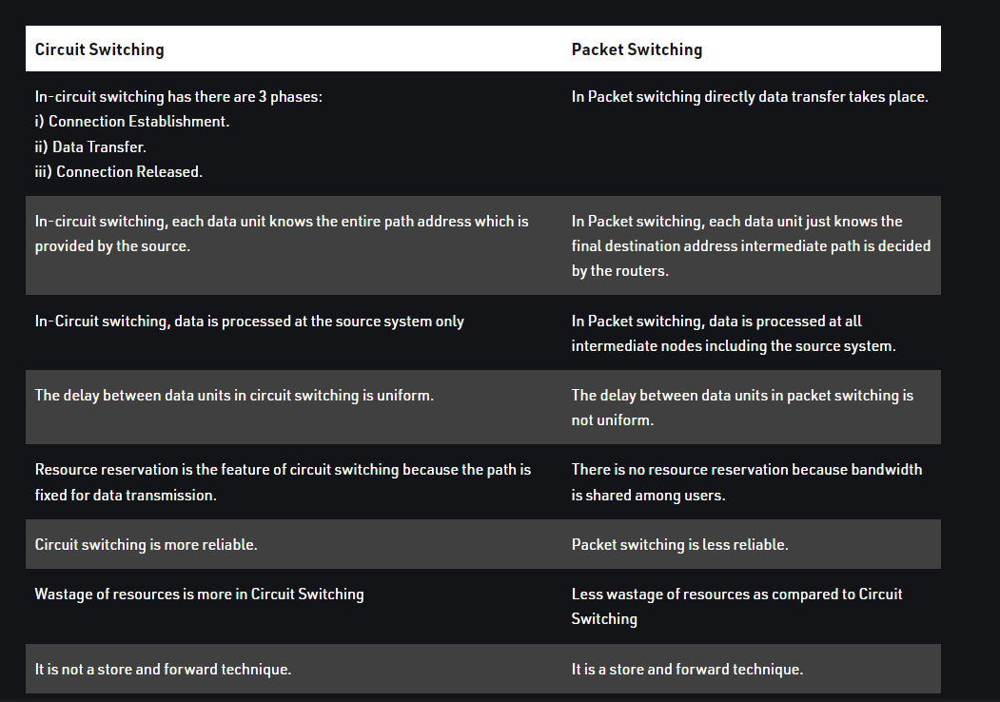 Circuit Switching
Packet Switching
In-circuit switching has there are 3 phases:
i) Connection Establishment.
ii) Data Transfer.
iii) Connection Released.
In Packet switching directly data transfer takes place.
In-circuit switching, each data unit knows the entire path address which is
provided by the source.
In Packet switching, each data unit just knows the
final destination address intermediate path is decided
by the routers.
In-Circuit switching, data is processed at the source system only
In Packet switching, data is processed at all
intermediate nodes including the source system.
The delay between data units in circuit switching is uniform.
The delay between data units in packet switching is
not uniform.
Resource reservation is the feature of circuit switching because the path is
fixed for data transmission.
There is no resource reservation because bandwidth
is shared among users.
Circuit switching is more reliable.
Packet switching is less reliable.
Wastage of resources is more in Circuit Switching
Less wastage of resources as compared to Circuit
Switching
It is not a store and forward technique.
It is a store and forward technique.